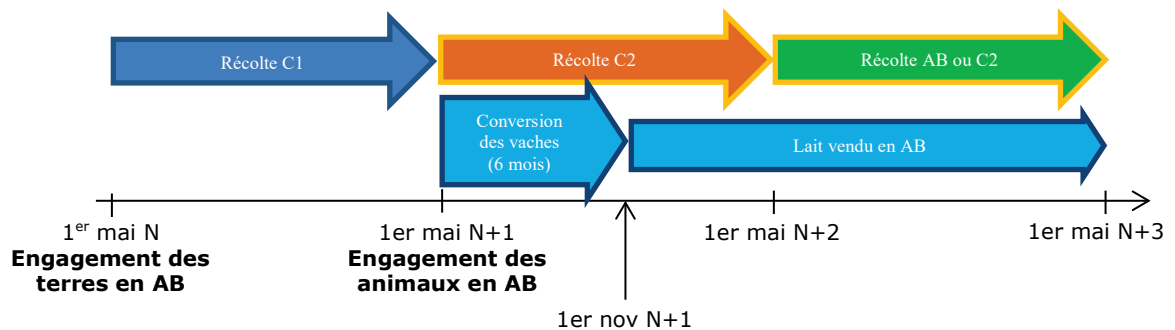 Récolte C1
Récolte C2
Récolte AB ou C2
Conversion
des vaches
(6 mois)
Lait vendu en AB
1er mai N
Engagement des
terres en AB
1er mai N+1
Engagement des
animaux en AB
1er mai N+2
1er mai N+3
1er nov N+1